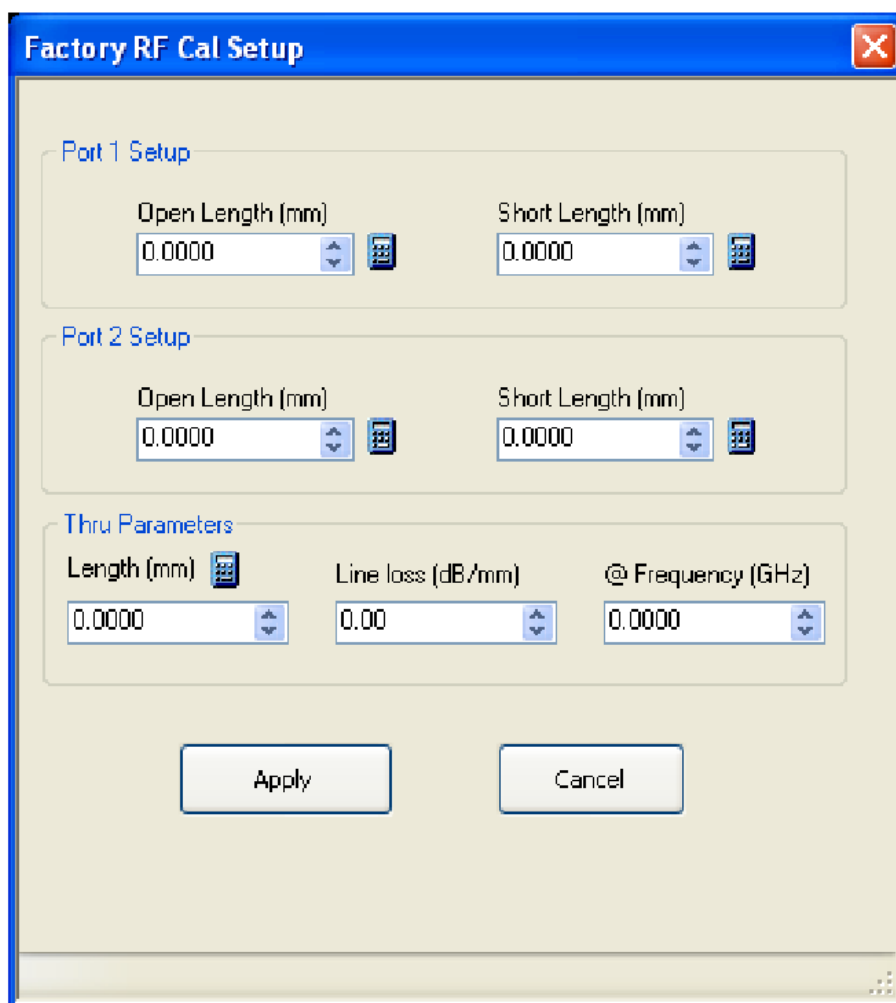 Factory RF Cal Setup
Port 1 Setup
Open Length (mm) Short Length (mm)
0.0000 0.0000
Port 2 Setup
Open Length (mm) Short Length (mm)
0.0000 0.0000
Thru Parameters
Length (mm) Line loss (dB/mm) @ Frequency (GHz)
0.0000 0.00 0.0000
Apply Cancel